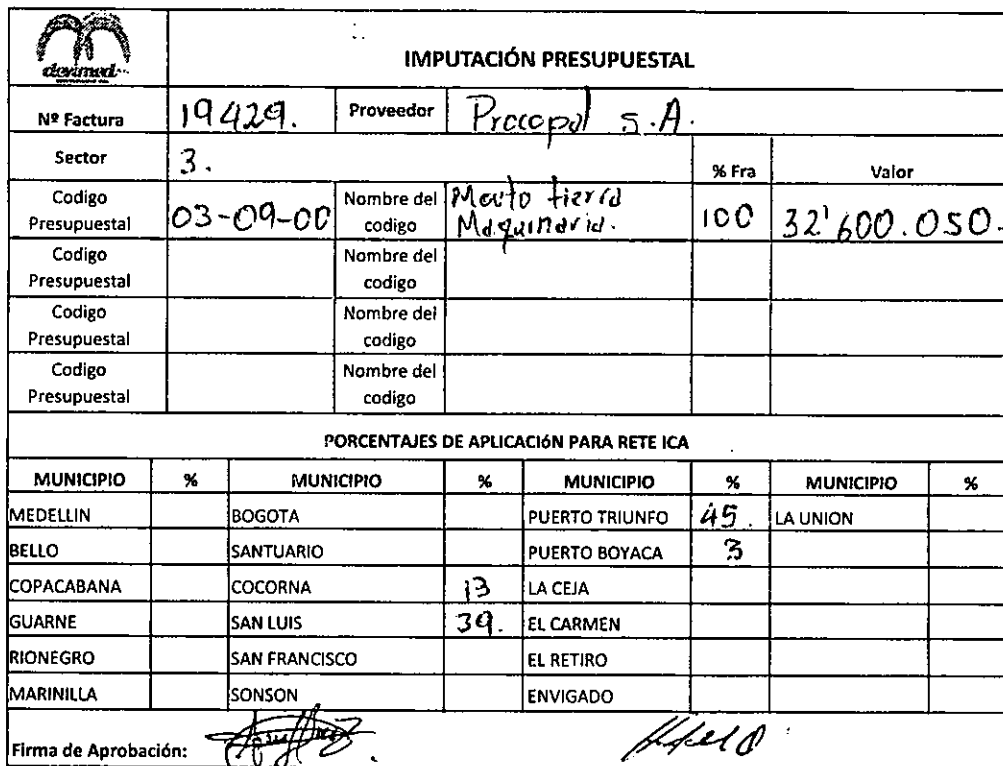 devimed
IMPUTACIÓN PRESUPUESTAL
Nº Factura 19429. Proveedor Procopal S.A.
Sector 3. % Fra Valor
Codigo Presupuestal 03-09-00 Nombre del codigo Movto tierra Maquinaria. 100 32'600.050-
Codigo Presupuestal Nombre del codigo
Codigo Presupuestal Nombre del codigo
Codigo Presupuestal Nombre del codigo
PORCENTAJES DE APLICACIÓN PARA RETE ICA
MUNICIPIO % MUNICIPIO % MUNICIPIO % MUNICIPIO %
MEDELLIN BOGOTA PUERTO TRIUNFO 45. LA UNION
BELLO SANTUARIO PUERTO BOYACA 3
COPACABANA COCORNA 13 LA CEJA
GUARNE SAN LUIS 39. EL CARMEN
RIONEGRO SAN FRANCISCO EL RETIRO
MARINILLA SONSON ENVIGADO
Firma de Aprobación: